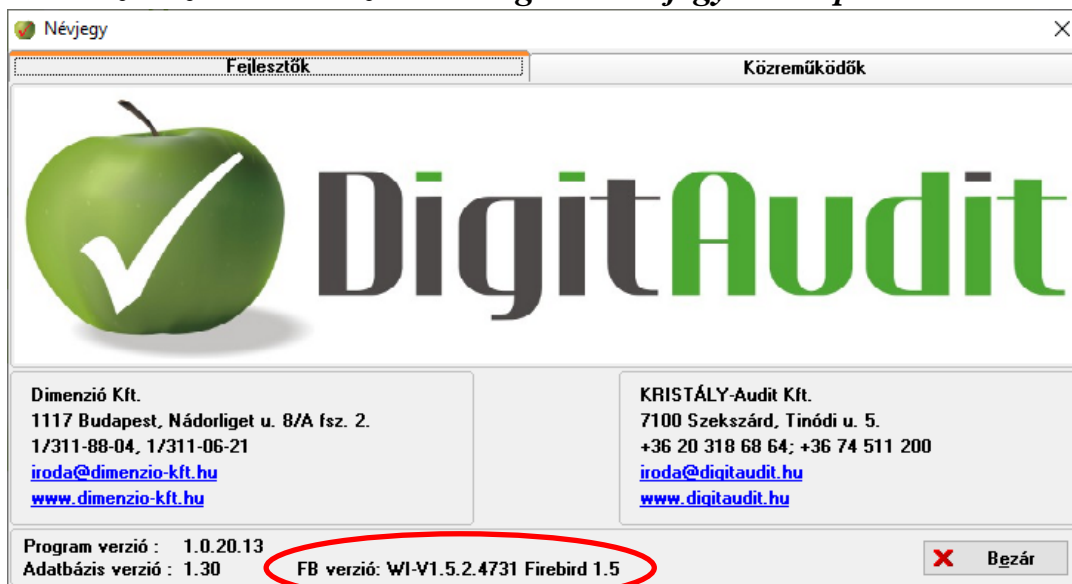 Névjegy
Fejlesztők
Közreműködők
DigitAudit
Dimenzió Kft.
1117 Budapest, Nádorliget u. 8/A fsz. 2.
1/311-88-04, 1/311-06-21
iroda@dimenzio-kft.hu
www.dimenzio-kft.hu
KRISTÁLY-Audit Kft.
7100 Szekszárd, Tinódi u. 5.
+36 20 318 68 64; +36 74 511 200
iroda@digitaudit.hu
www.digitaudit.hu
Program verzió : 1.0.20.13
Adatbázis verzió : 1.30
FB verzió: WI-V1.5.2.4731 Firebird 1.5
Bezár